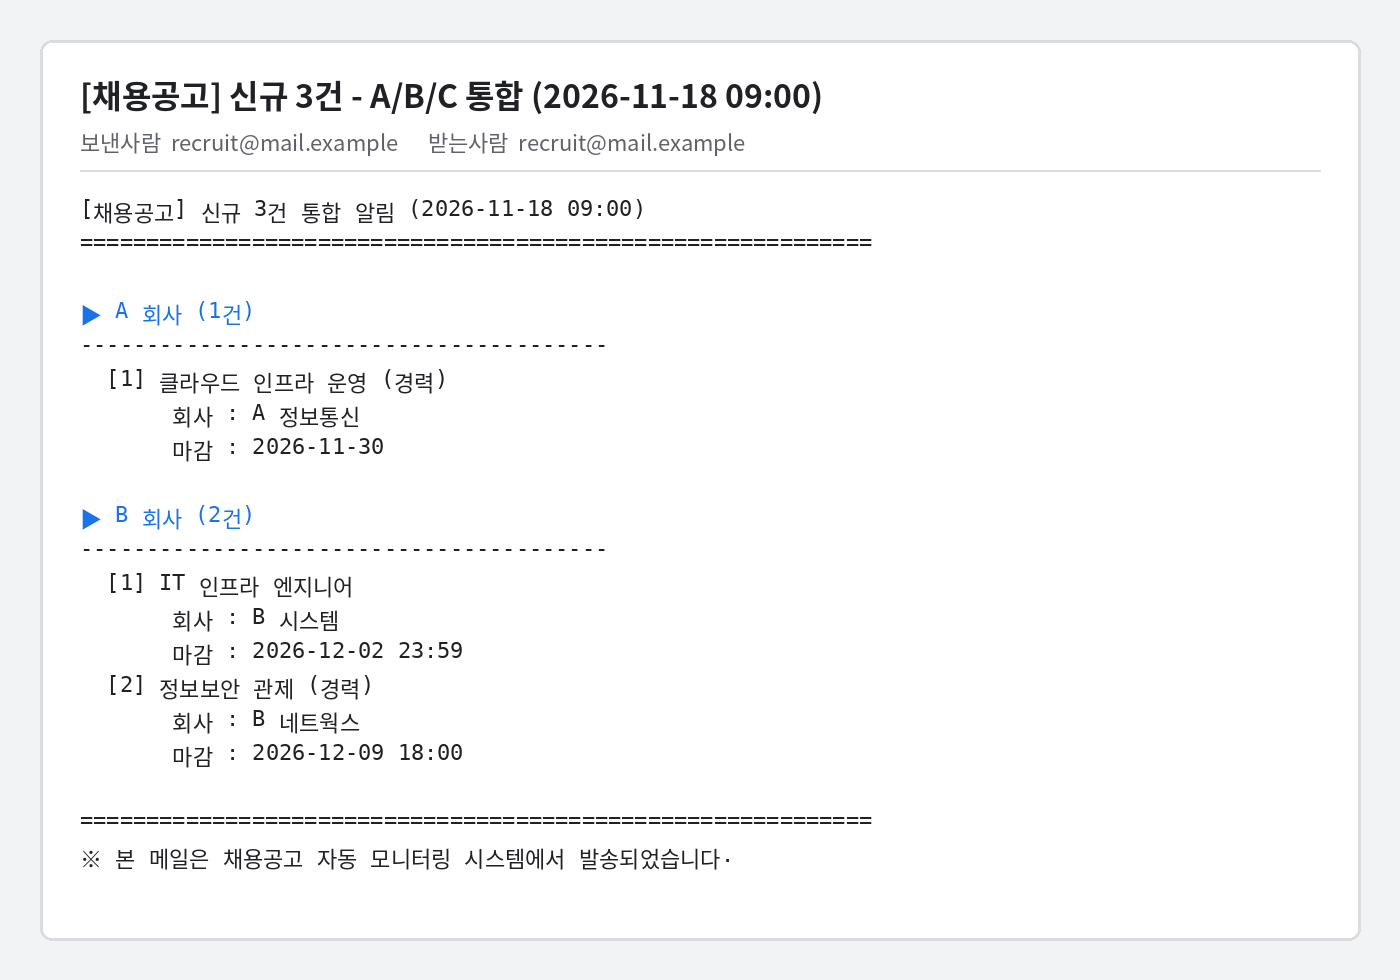 [채용공고] 신규 3건 - A/B/C 통합 (2026-11-18 09:00)
보낸사람 recruit@mail.example 받는사람 recruit@mail.example
[채용공고] 신규 3건 통합 알림 (2026-11-18 09:00)
============================================================
▶ A 회사 (1건)
----------------------------------------
[1] 클라우드 인프라 운영 (경력)
회사 : A 정보통신
마감 : 2026-11-30
▶ B 회사 (2건)
----------------------------------------
[1] IT 인프라 엔지니어
회사 : B 시스템
마감 : 2026-12-02 23:59
[2] 정보보안 관제 (경력)
회사 : B 네트웍스
마감 : 2026-12-09 18:00
============================================================
※ 본 메일은 채용공고 자동 모니터링 시스템에서 발송되었습니다.